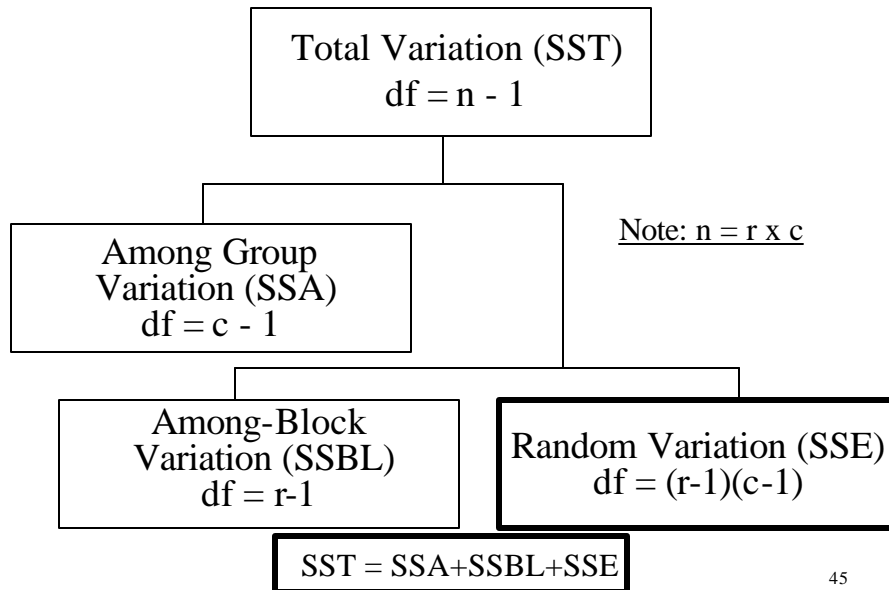 Total Variation (SST)
df = n - 1
Note: n = r x c
Among Group
Variation (SSA)
df = c - 1
Among-Block
Variation (SSBL)
df = r-1
Random Variation (SSE)
df = (r-1)(c-1)
SST = SSA+SSBL+SSE
45